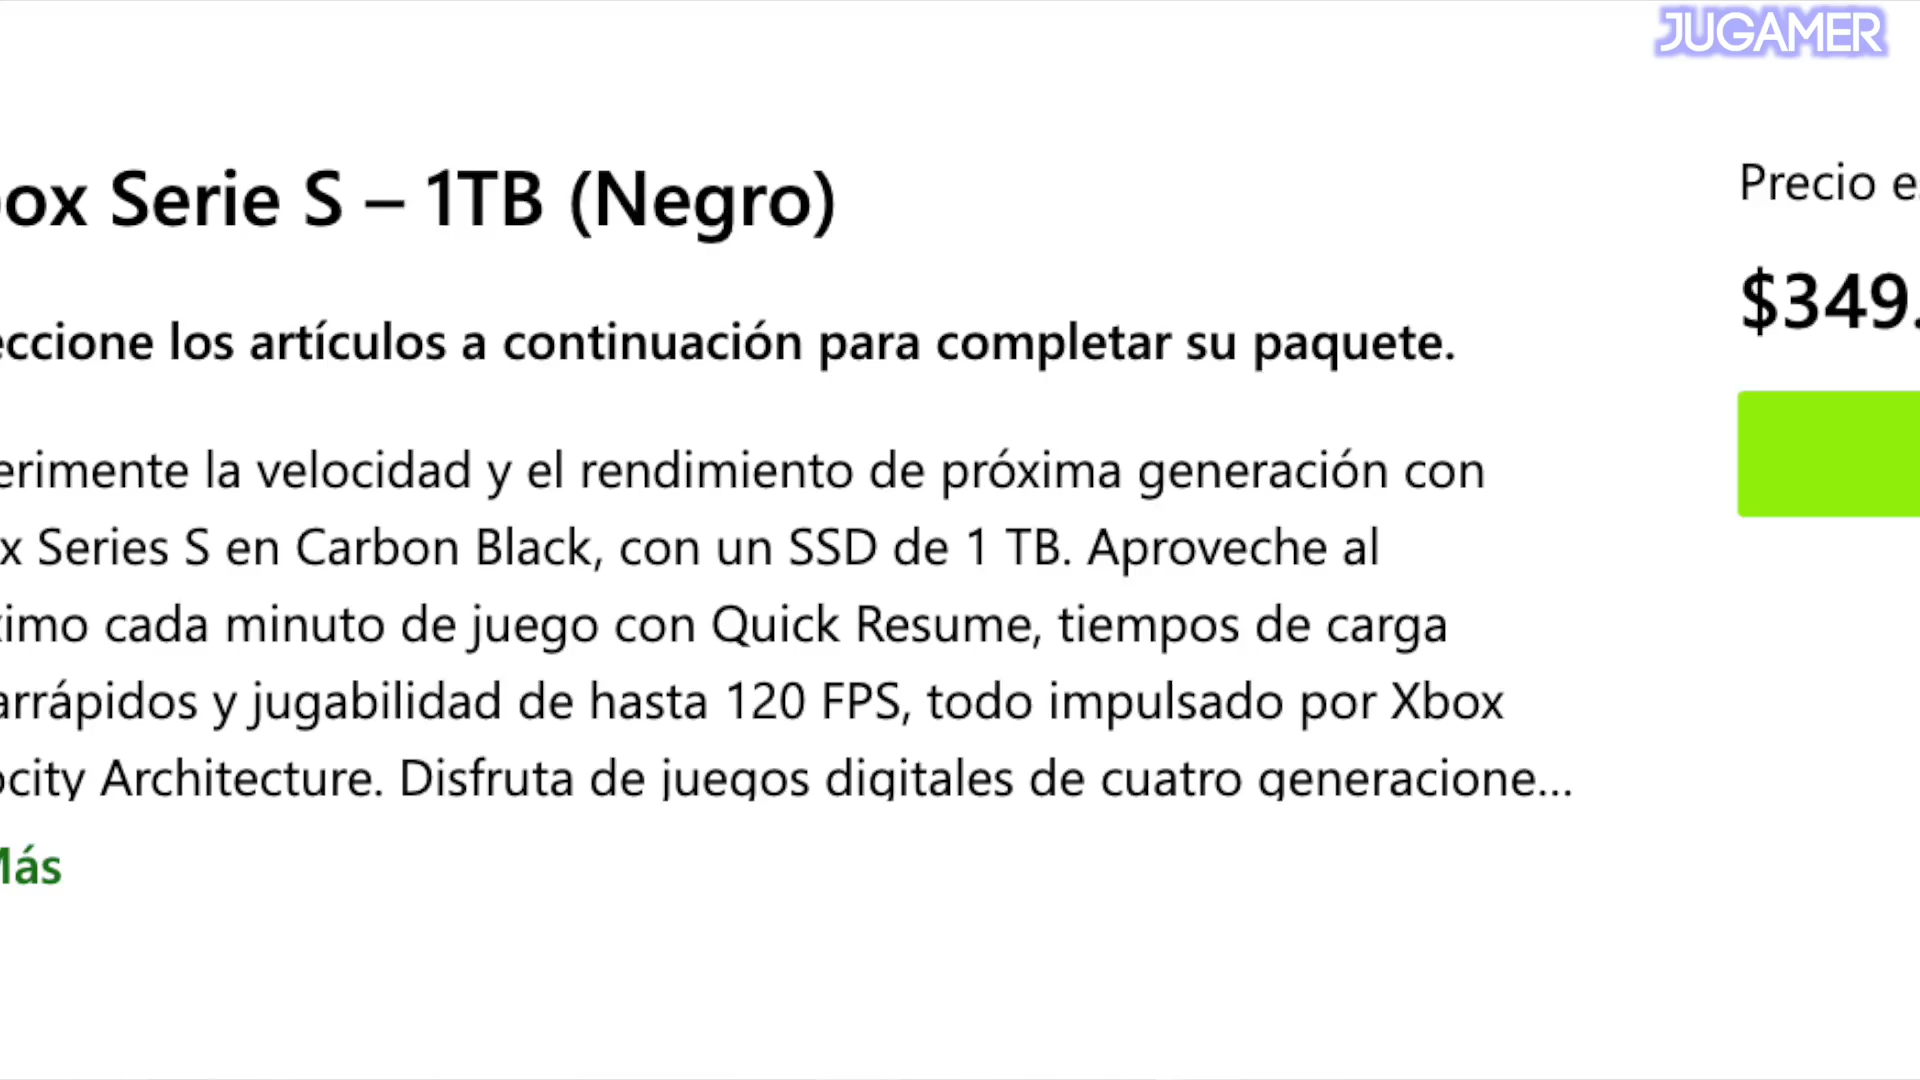 JUGAMER
ox Serie S – 1TB (Negro)
Precio e
$349.
eccione los artículos a continuación para completar su paquete.
erimente la velocidad y el rendimiento de próxima generación con
x Series S en Carbon Black, con un SSD de 1 TB. Aproveche al
imo cada minuto de juego con Quick Resume, tiempos de carga
arrápidos y jugabilidad de hasta 120 FPS, todo impulsado por Xbox
ocity Architecture. Disfruta de juegos digitales de cuatro generacione...
Más